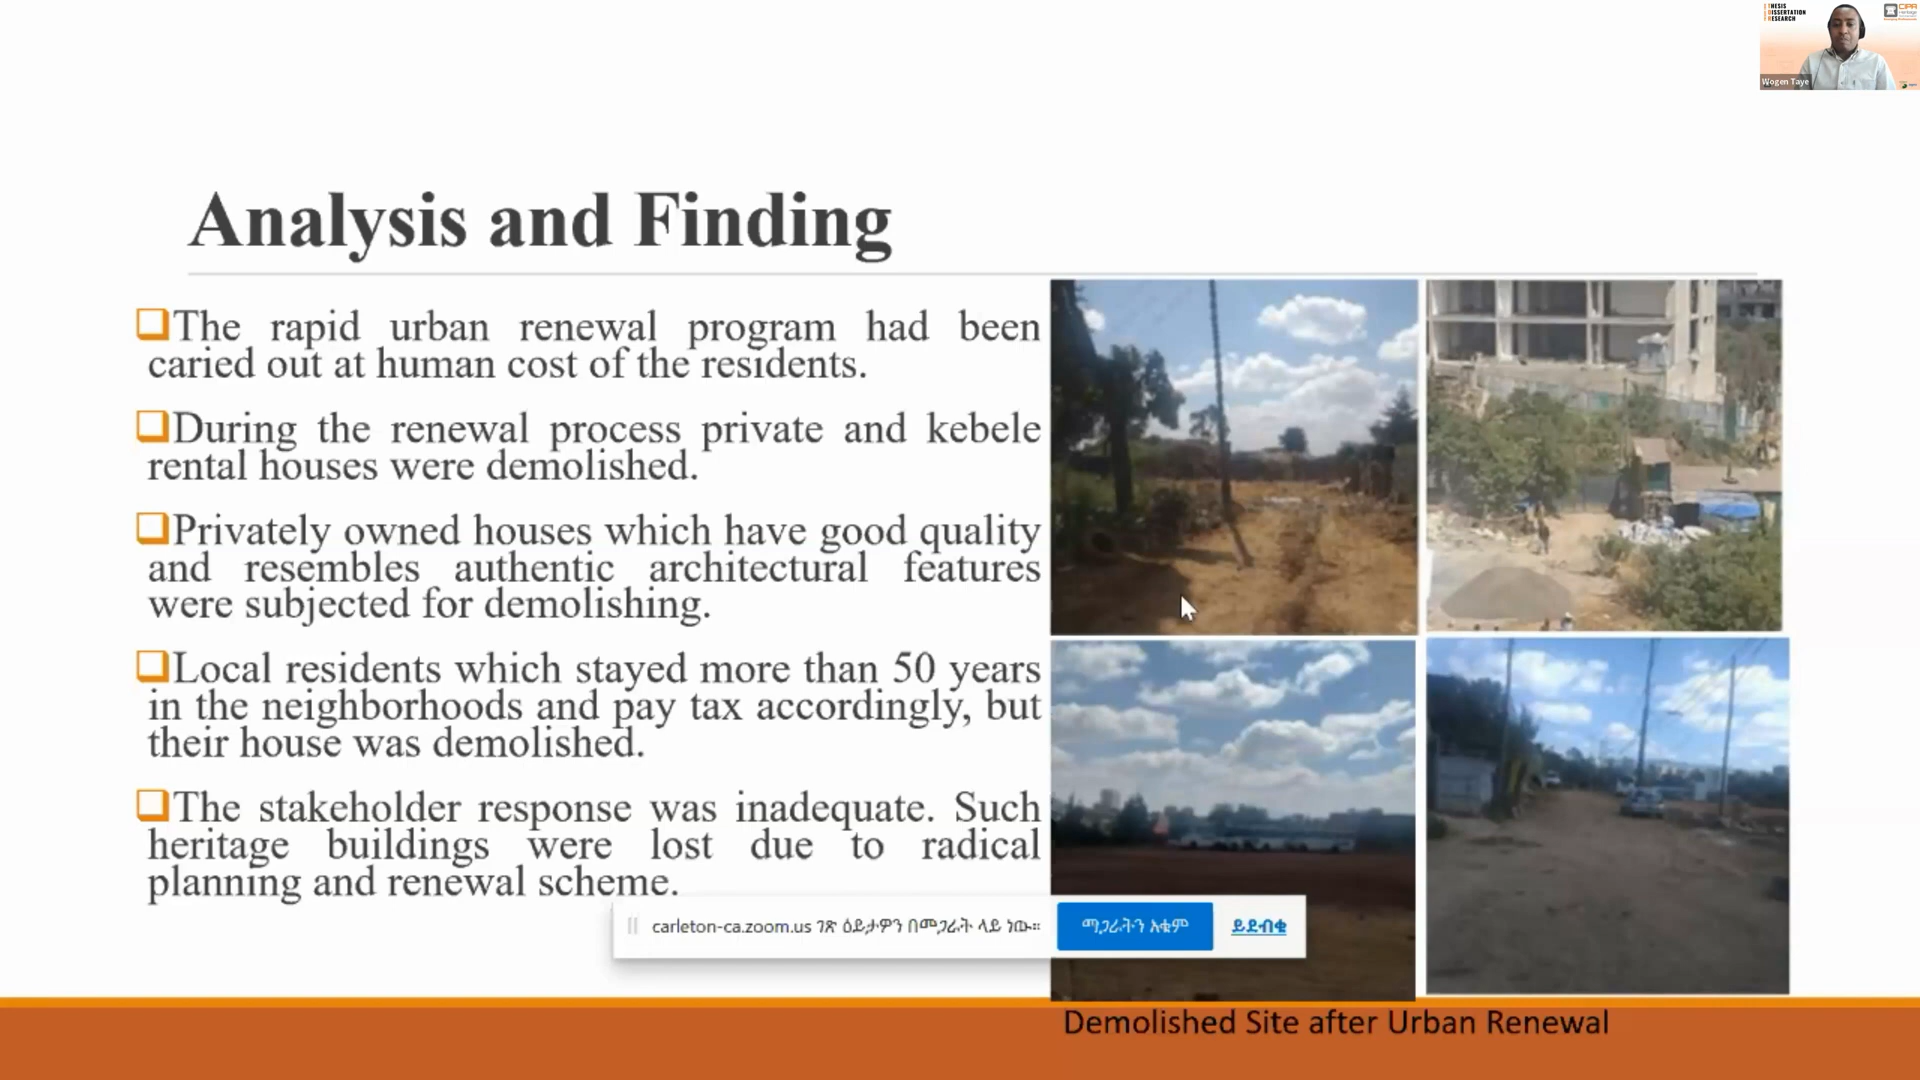 THESIS
DISSERTATION
RESEARCH
CIPA
Heritage
Wogen Taye
Analysis and Finding
The rapid urban renewal program had been
caried out at human cost of the residents.
During the renewal process private and kebele
rental houses were demolished.
Privately owned houses which have good quality
and resembles authentic architectural features
were subjected for demolishing.
Local residents which stayed more than 50 years
in the neighborhoods and pay tax accordingly, but
their house was demolished.
The stakeholder response was inadequate. Such
heritage buildings were lost due to radical
planning and renewal scheme.
carleton-ca.zoom.us ገጽ ዕይታዎን በመጋራት ላይ ነው። ማጋራትን አቁም ይደብቁ
Demolished Site after Urban Renewal